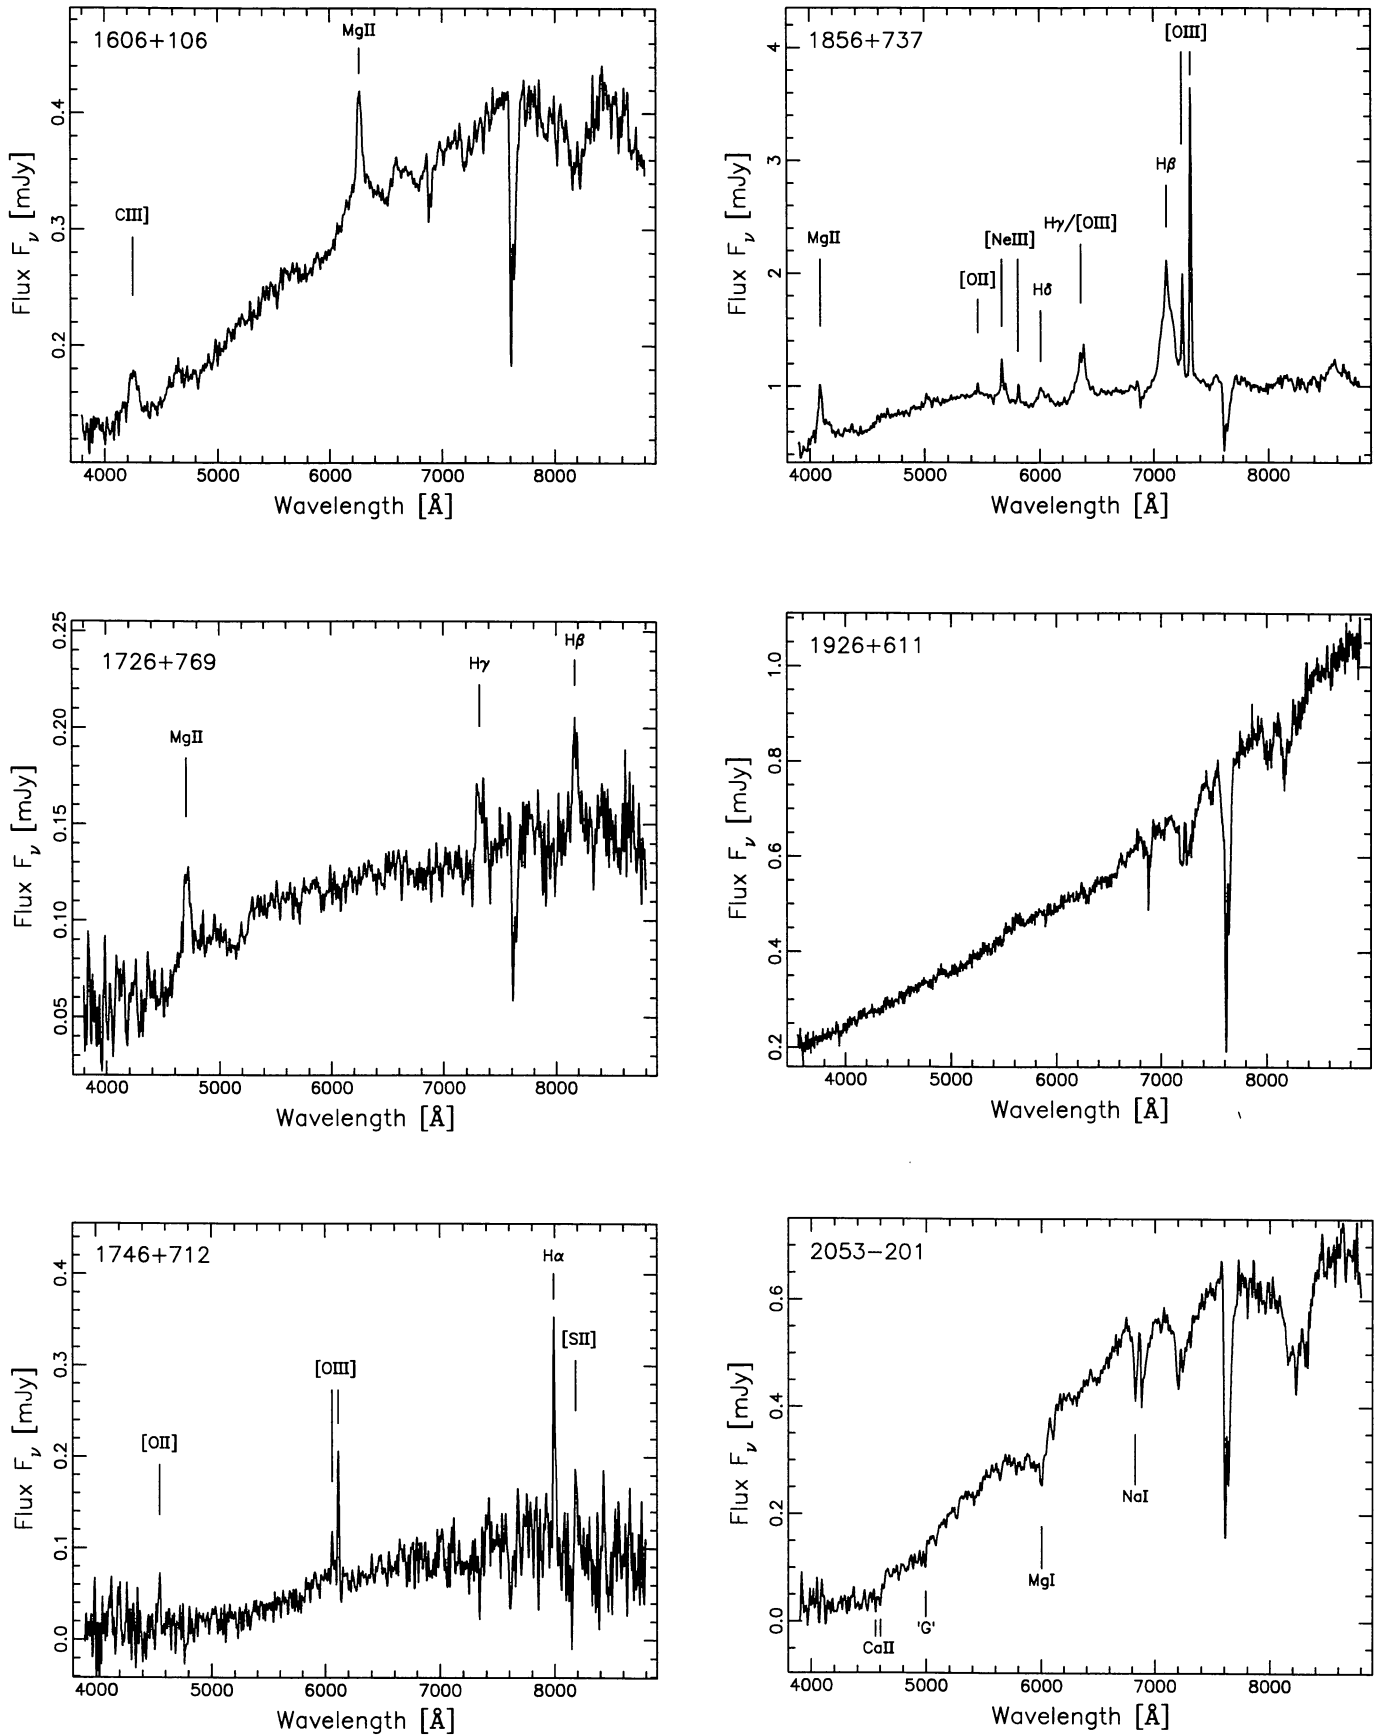 1606+106
MgII
CIII]
0.4
0.3
0.2
Flux Fν [mJy]
4000 5000 6000 7000 8000
Wavelength [Å]
1856+737
[OIII]
Hβ
Hγ/[OIII]
[NeIII]
MgII
[OII]
Hδ
4
3
2
1
Flux Fν [mJy]
4000 5000 6000 7000 8000
Wavelength [Å]
1726+769
Hβ
Hγ
MgII
0.25
0.20
0.15
0.10
0.05
Flux Fν [mJy]
4000 5000 6000 7000 8000
Wavelength [Å]
1926+611
1.0
0.8
0.6
0.4
0.2
Flux Fν [mJy]
4000 5000 6000 7000 8000
Wavelength [Å]
1746+712
Hα
[SII]
[OIII]
[OII]
0.4
0.3
0.2
0.1
0.0
Flux Fν [mJy]
4000 5000 6000 7000 8000
Wavelength [Å]
2053−201
NaI
MgI
'G'
CaII
0.6
0.4
0.2
0.0
Flux Fν [mJy]
4000 5000 6000 7000 8000
Wavelength [Å]